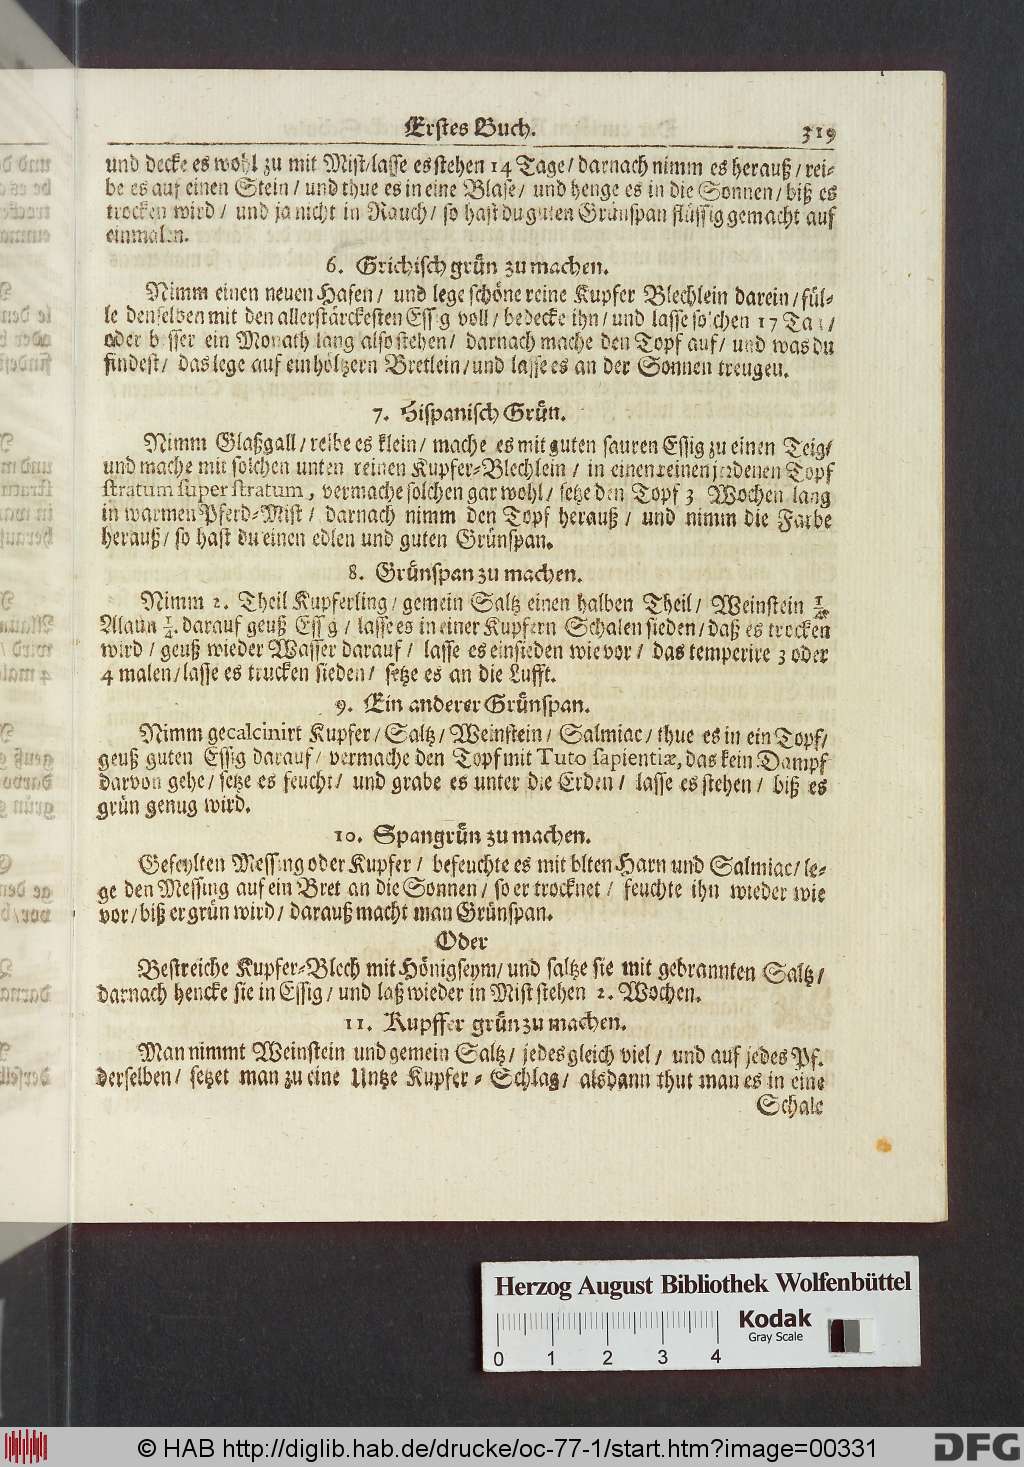 Erstes Buch. 319
und decke es wohl zu mit Mist/lasse es stehen 14 Tage/ darnach nimm es herauß/ rei-
be es auf einen Stein/ und thue es in eine Blase/ und henge es in die Sonnen/ biß es
trocken wird/ und ja nicht in Rauch/ so hast du guten Grünspan flüssig gemacht auf
einmalen.
6. Grichisch grün zu machen.
Nimm einen neuen Hafen/ und lege schöne reine Kupfer Blechlein darein/ fül-
le denselben mit den allerstärckesten Essig voll/ bedecke ihn/ und lasse solchen 17 Tag/
oder besser ein Monath lang also stehen/ darnach mache den Topf auf/ und was du
findest/ das lege auf ein höltzern Bretlein/und lasse es an der Sonnen treugen.
7. Hispanisch Grün.
Nimm Glaßgall/ reibe es klein/ mache es mit guten sauren Essig zu einen Teig/
und mache mit solchen unten reinen Kupfer-Blechlein/ in einen reinen jrdenen Topf
stratum super stratum, vermache solchen gar wohl/ setze den Topf 3 Wochen lang
in warmen Pferd-Mist/ darnach nimm den Topf herauß/ und nimm die Farbe
herauß/ so hast du einen edlen und guten Grünspan.
8. Grünspan zu machen.
Nimm 2. Theil Kupferling/ gemein Saltz einen halben Theil/ Weinstein
Alaun darauf geuß Essig/ lasse es in einer Kupfern Schalen sieden/ daß es trocken
wird/ geuß wieder Wasser darauf/ lasse es einsieden wie vor/ das temperire 3 oder
4 malen/lasse es trucken sieden/ setze es an die Lufft.
9. Ein anderer Grünspan.
Nimm gecalcinirt Kupfer/ Saltz/ Weinstein/ Salmiac/ thue es in ein Topf/
geuß guten Essig darauf/ vermache den Topf mit Tuto sapientiæ, das kein Dampf
darvon gehe/ setze es feucht/ und grabe es unter die Erden/ lasse es stehen/ biß es
grün genug wird.
10. Spangrün zu machen.
Gefeylten Messing oder Kupfer/ befeuchte es mit blten Harn und Salmiac/ le-
ge den Messing auf ein Bret an die Sonnen/ so er trocknet/ feuchte ihn wieder wie
vor/ biß er grün wird/ darauß macht man Grünspan.
Oder
Bestreiche Kupfer-Blech mit Hönigseym/ und saltze sie mit gebrannten Saltz/
darnach hencke sie in Essig/ und laß wieder in Mist stehen 2. Wochen.
11. Kupffer grün zu machen.
Man nimmt Weinstein und gemein Saltz/ jedes gleich viel/ und auf jedes Pf.
derselben/ setzet man zu eine Untze Kupfer-Schlag/ alsdann thut man es in eine
Schale
Herzog August Bibliothek Wolfenbüttel
Kodak
Gray Scale
0 1 2 3 4
© HAB http://diglib.hab.de/drucke/oc-77-1/start.htm?image=00331
DFG